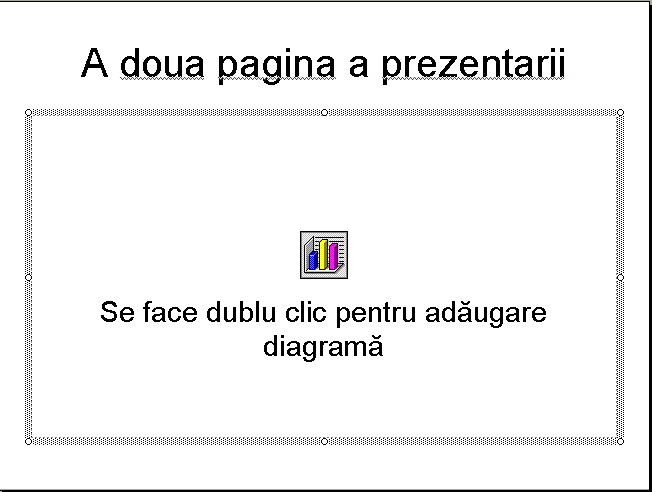 A doua pagina a prezentarii
Se face dublu clic pentru adăugare
diagramă